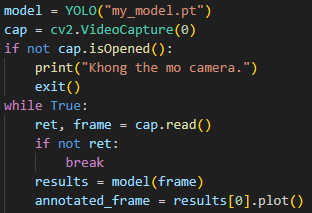 model = YOLO("my_model.pt")
cap = cv2.VideoCapture(0)
if not cap.isOpened():
    print("Khong the mo camera.")
    exit()
while True:
    ret, frame = cap.read()
    if not ret:
        break
    results = model(frame)
    annotated_frame = results[0].plot()